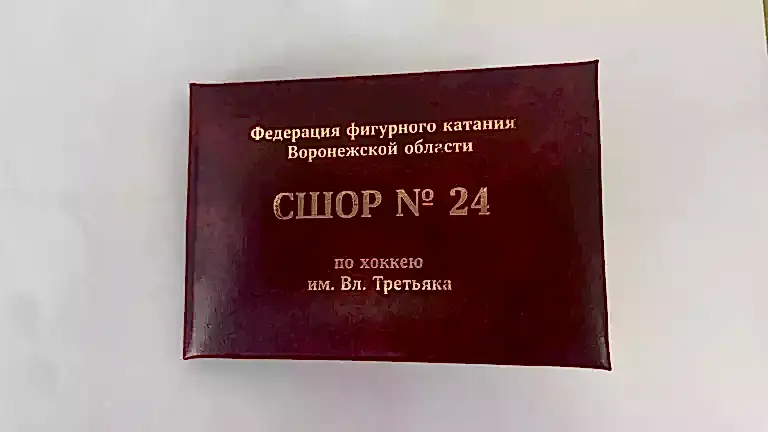 Федерация фигурного катания
Воронежской области
СШОР № 24
по хоккею
им. Вл. Третьяка